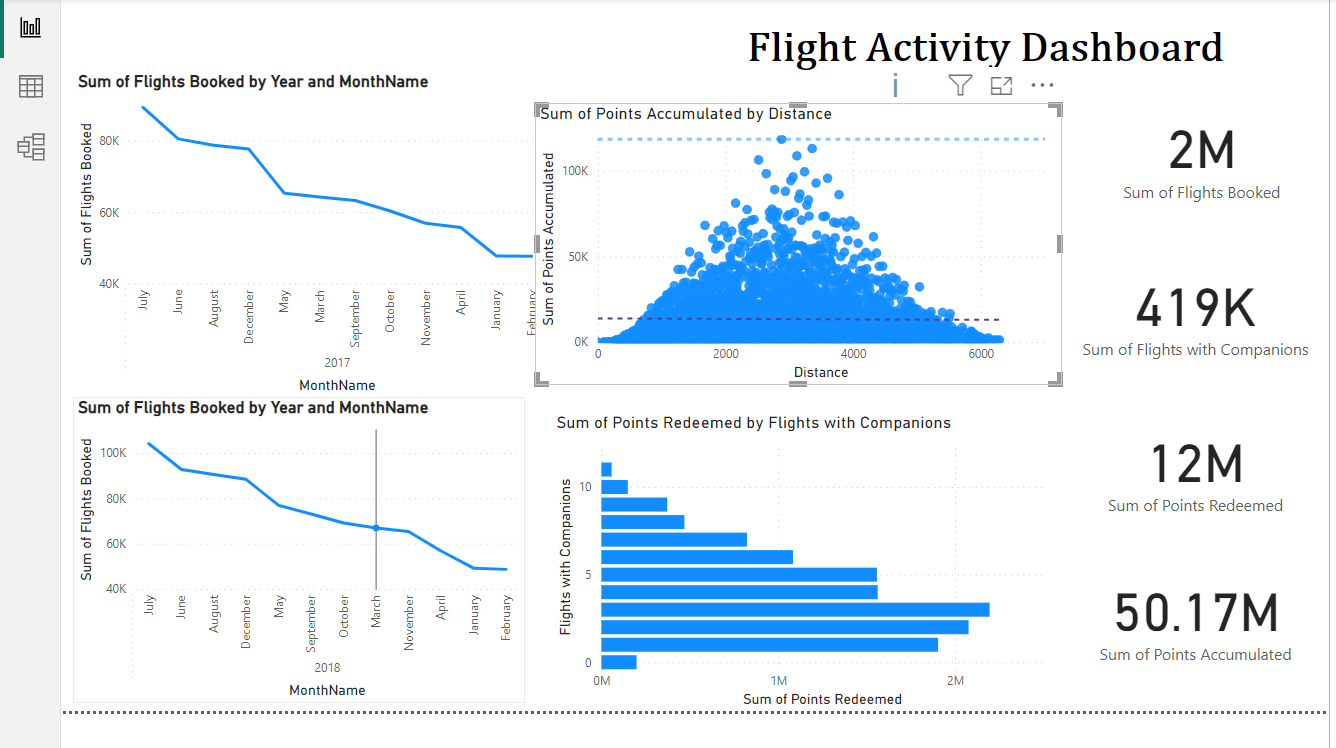 Flight Activity Dashboard
Sum of Flights Booked by Year and MonthName
Sum of Flights Booked
80K
60K
40K
July
June
August
December
May
March
September
October
November
April
January
February
2017
MonthName
Sum of Points Accumulated by Distance
Sum of Points Accumulated
100K
50K
0K
0
2000
4000
6000
Distance
2M
Sum of Flights Booked
419K
Sum of Flights with Companions
12M
Sum of Points Redeemed
50.17M
Sum of Points Accumulated
Sum of Flights Booked by Year and MonthName
Sum of Flights Booked
100K
80K
60K
40K
July
June
August
December
May
September
October
March
November
April
January
February
2018
MonthName
Sum of Points Redeemed by Flights with Companions
Flights with Companions
10
5
0
0M
1M
2M
Sum of Points Redeemed